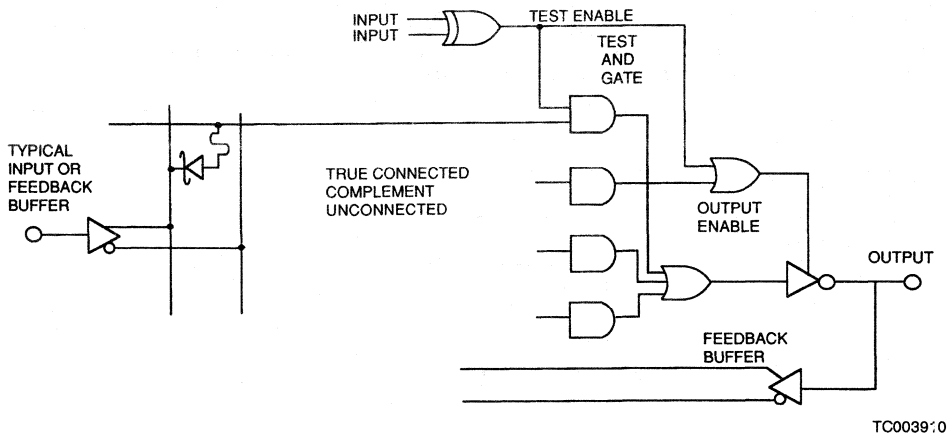 INPUT
INPUT
TEST ENABLE
TEST
AND
GATE
TYPICAL
INPUT OR
FEEDBACK
BUFFER
TRUE CONNECTED
COMPLEMENT
UNCONNECTED
OUTPUT
ENABLE
OUTPUT
FEEDBACK
BUFFER